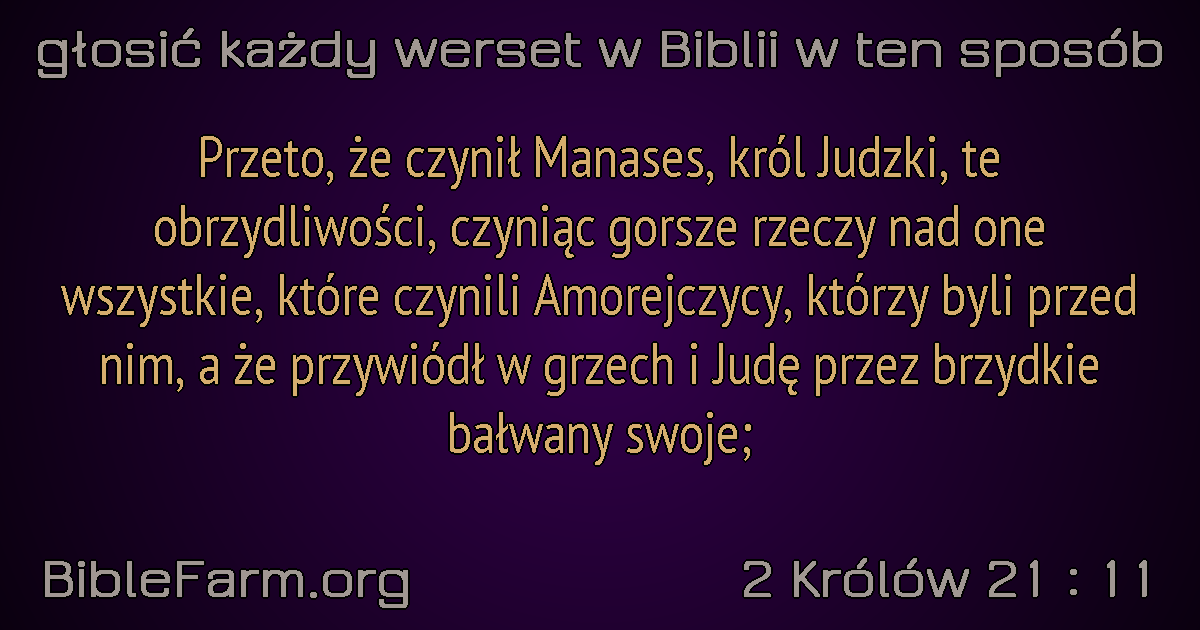 głosić każdy werset w Biblii w ten sposób
Przeto, że czynił Manases, król Judzki, te
obrzydliwości, czyniąc gorsze rzeczy nad one
wszystkie, które czynili Amorejczycy, którzy byli przed
nim, a że przywiódł w grzech i Judę przez brzydkie
bałwany swoje;
BibleFarm.org
2 Królów 21 : 11